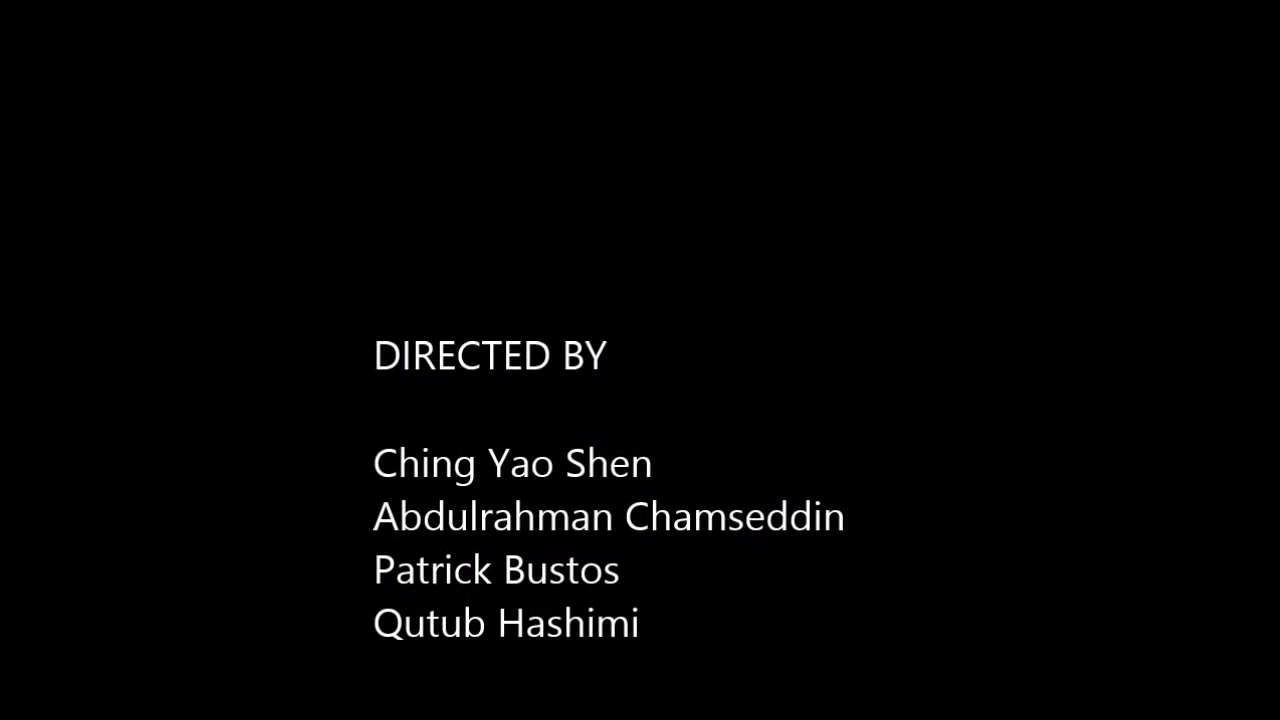 DIRECTED BY
Ching Yao Shen
Abdulrahman Chamseddin
Patrick Bustos
Qutub Hashimi